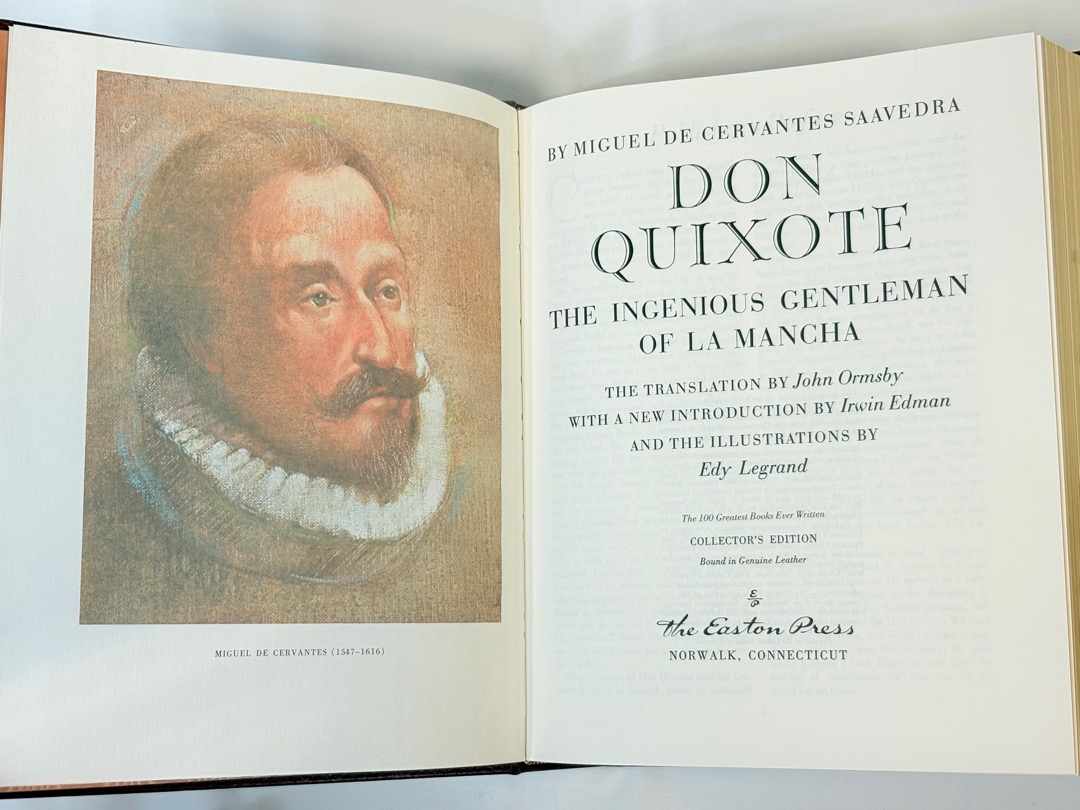 MIGUEL DE CERVANTES (1547–1616)
BY MIGUEL DE CERVANTES SAAVEDRA
DON
QUIXOTE
THE INGENIOUS GENTLEMAN
OF LA MANCHA
THE TRANSLATION BY John Ormsby
WITH A NEW INTRODUCTION BY Irwin Edman
AND THE ILLUSTRATIONS BY
Edy Legrand
The 100 Greatest Books Ever Written
COLLECTOR'S EDITION
Bound in Genuine Leather
The Easton Press
NORWALK, CONNECTICUT